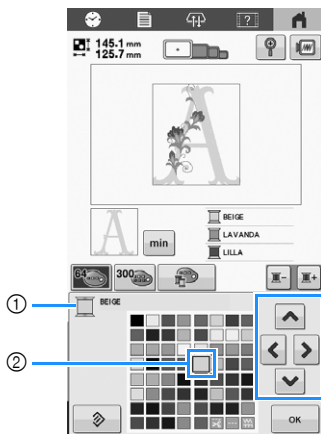 ?
145.1 mm
125.7 mm
A
BEIGE
LAVANDA
LILLA
A
min
64
300
-
+
① BEIGE
②
OK